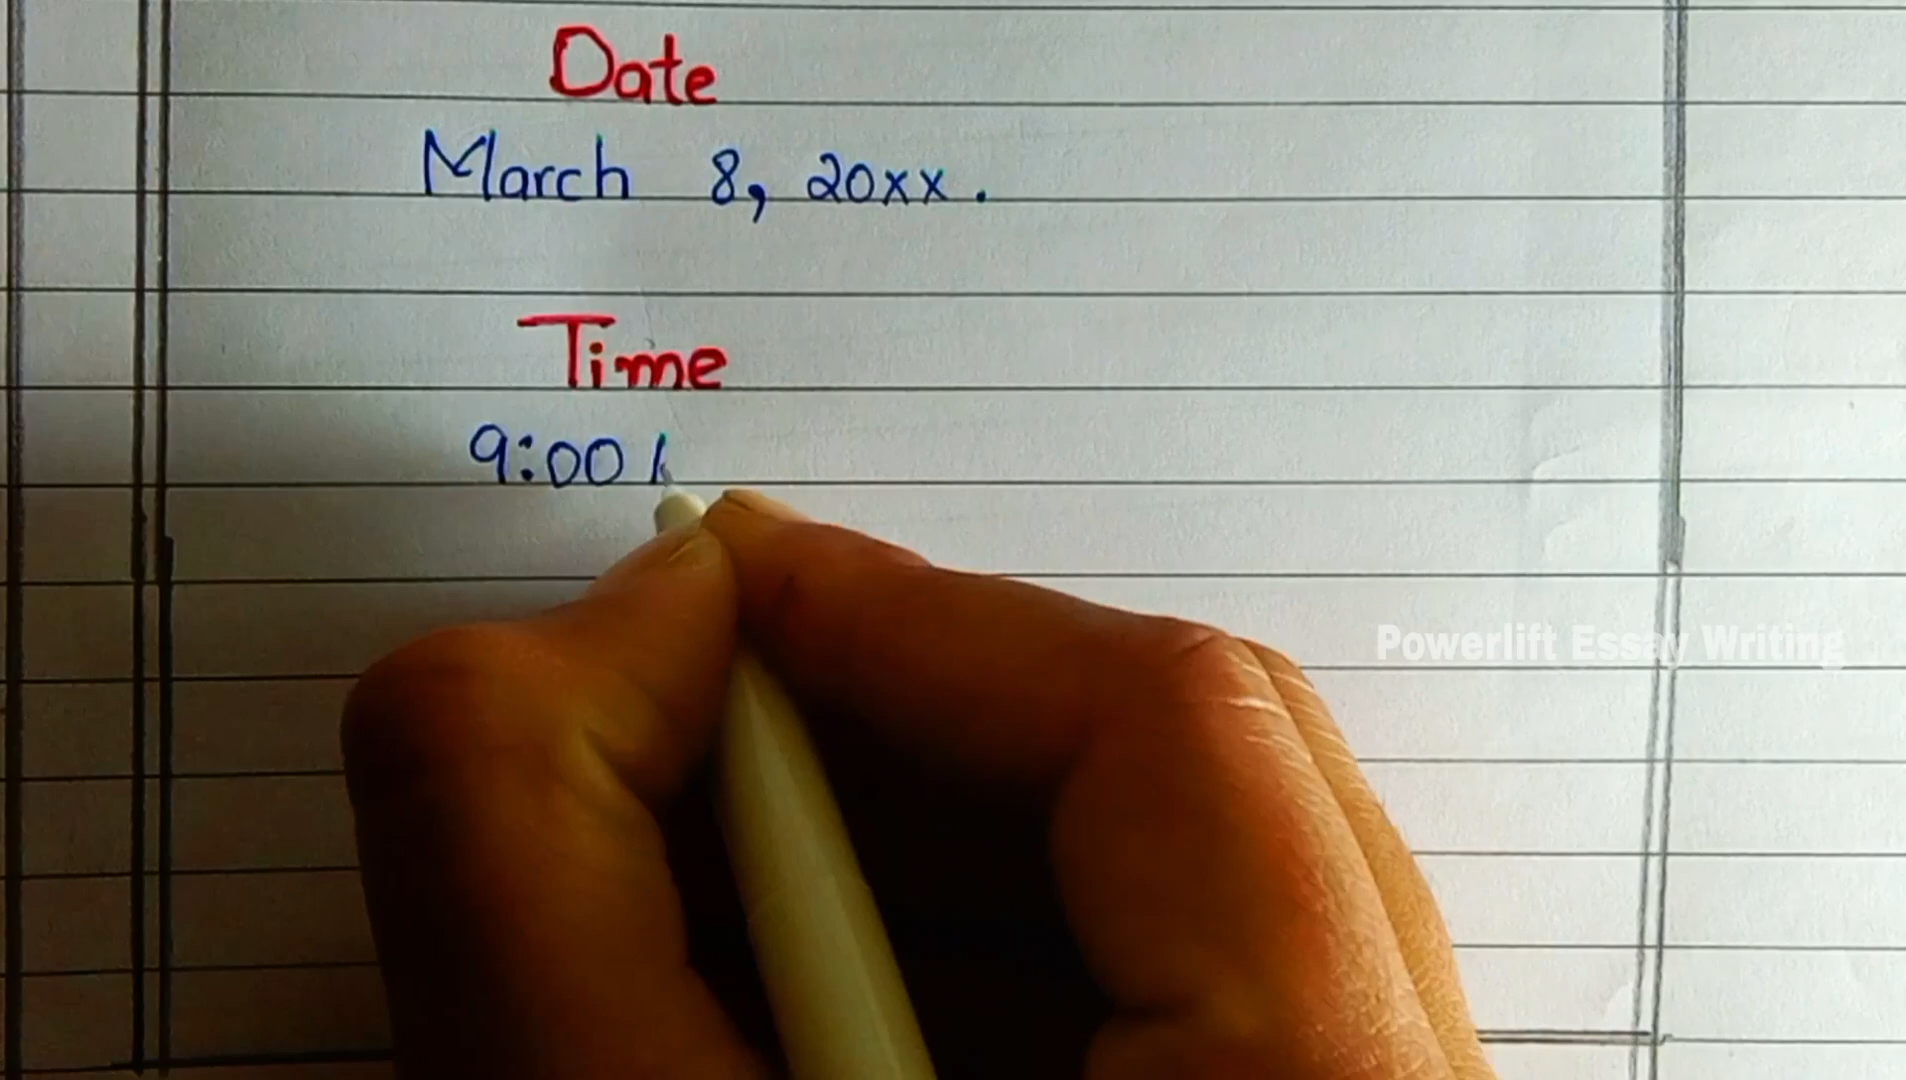 Date
March 8, 20xx.
Time
9:00
Powerlift Essay Writing